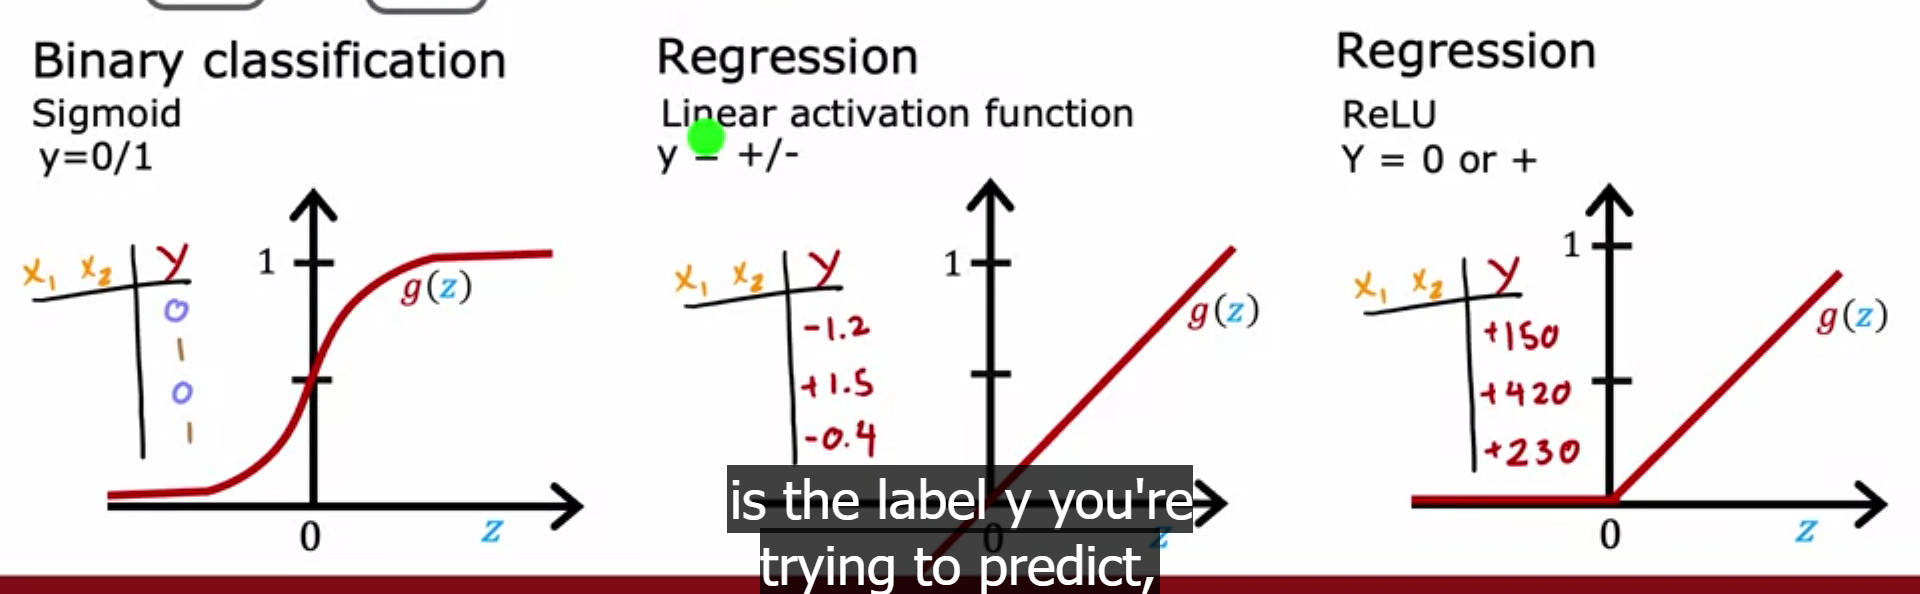 Binary classification
Sigmoid
y=0/1
x₁ x₂ y
0
1
0
1
1
g(z)
0
z
Regression
Linear activation function
y = +/-
x₁ x₂ y
-1.2
+1.5
-0.4
1
g(z)
0
z
Regression
ReLU
Y = 0 or +
x₁ x₂ y
+150
+420
+230
1
g(z)
0
z
is the label y you're
trying to predict,